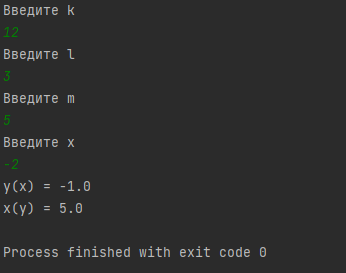 Введите k
12
Введите l
3
Введите m
5
Введите x
-2
y(x) = -1.0
x(y) = 5.0
Process finished with exit code 0